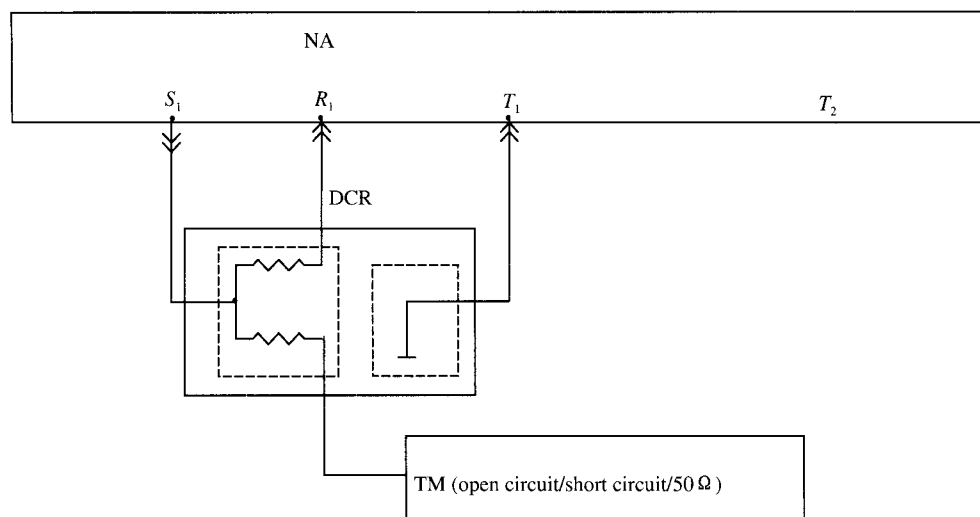 NA
S₁ R₁ T₁ T₂
DCR
TM (open circuit/short circuit/50 Ω)